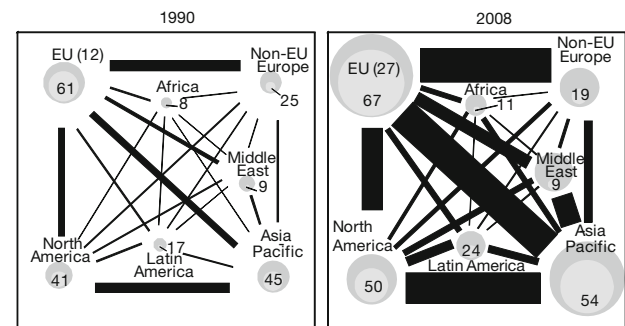 1990
EU (12)
61
Non-EU
Europe
25
Africa
8
Middle
East
9
North
America
41
17
Latin
America
Asia
Pacific
45
2008
EU (27)
67
Non-EU
Europe
19
Africa
11
Middle
East
9
North
America
50
24
Latin America
Asia
Pacific
54